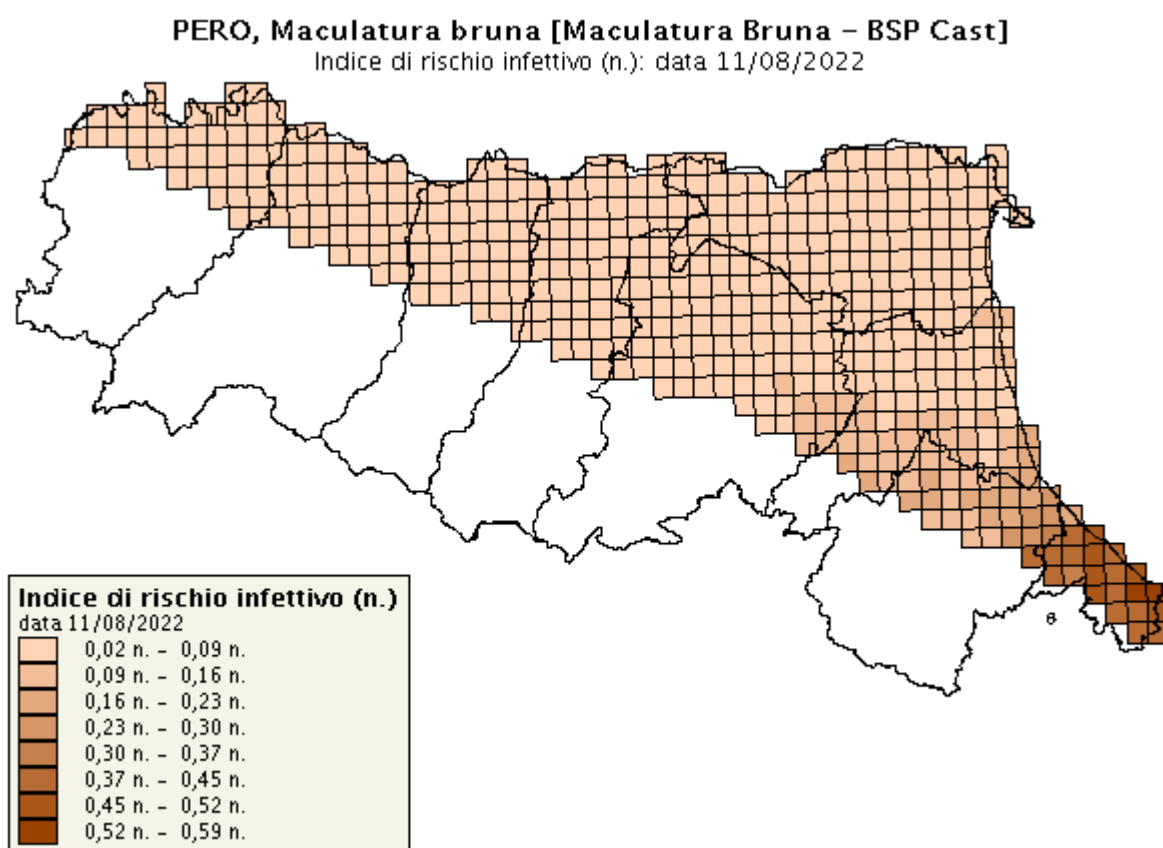 PERO, Maculatura bruna [Maculatura Bruna – BSP Cast]
Indice di rischio infettivo (n.): data 11/08/2022
Indice di rischio infettivo (n.)
data 11/08/2022
0,02 n. – 0,09 n.
0,09 n. – 0,16 n.
0,16 n. – 0,23 n.
0,23 n. – 0,30 n.
0,30 n. – 0,37 n.
0,37 n. – 0,45 n.
0,45 n. – 0,52 n.
0,52 n. – 0,59 n.